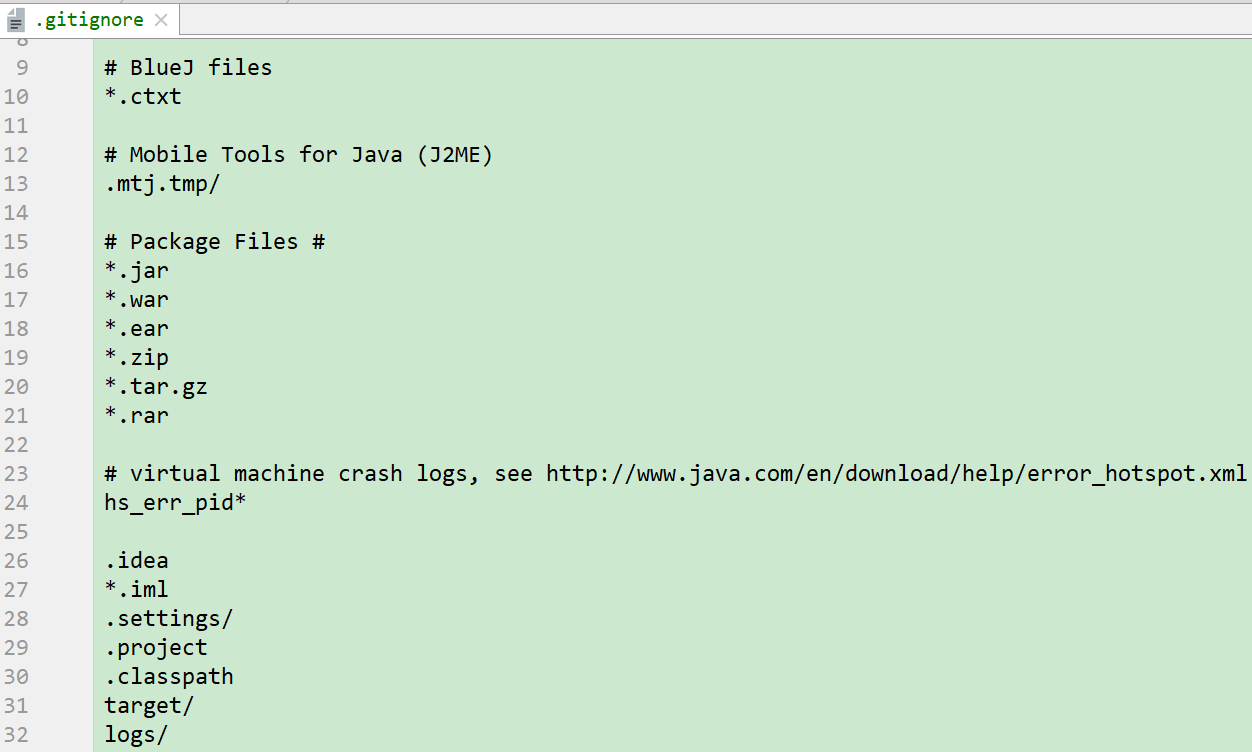 .gitignore
8
9 # BlueJ files
10 *.ctxt
11
12 # Mobile Tools for Java (J2ME)
13 .mtj.tmp/
14
15 # Package Files #
16 *.jar
17 *.war
18 *.ear
19 *.zip
20 *.tar.gz
21 *.rar
22
23 # virtual machine crash logs, see http://www.java.com/en/download/help/error_hotspot.xml
24 hs_err_pid*
25
26 .idea
27 *.iml
28 .settings/
29 .project
30 .classpath
31 target/
32 logs/